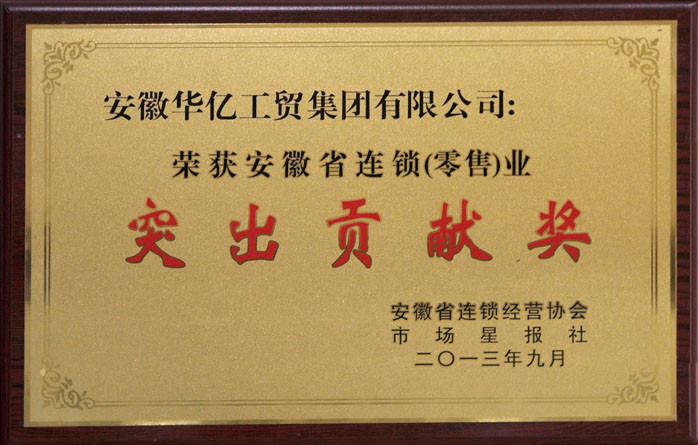 安徽华亿工贸集团有限公司:
荣获安徽省连锁(零售)业
突出贡献奖
安徽省连锁经营协会
市场星报社
二〇一三年九月